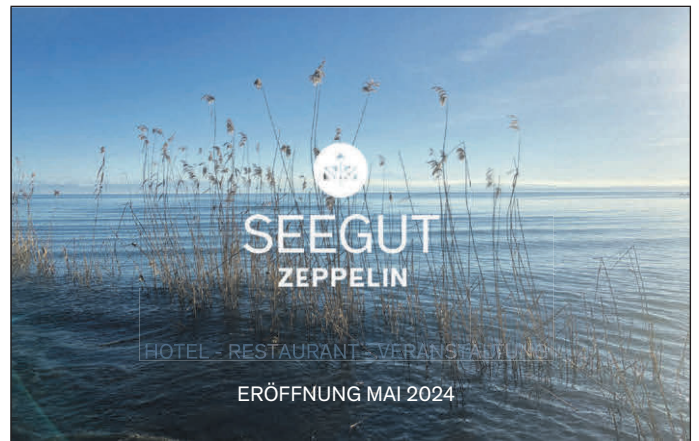 SEEGUT
ZEPPELIN
HOTEL - RESTAURANT - VERANSTALTUNG
ERÖFFNUNG MAI 2024